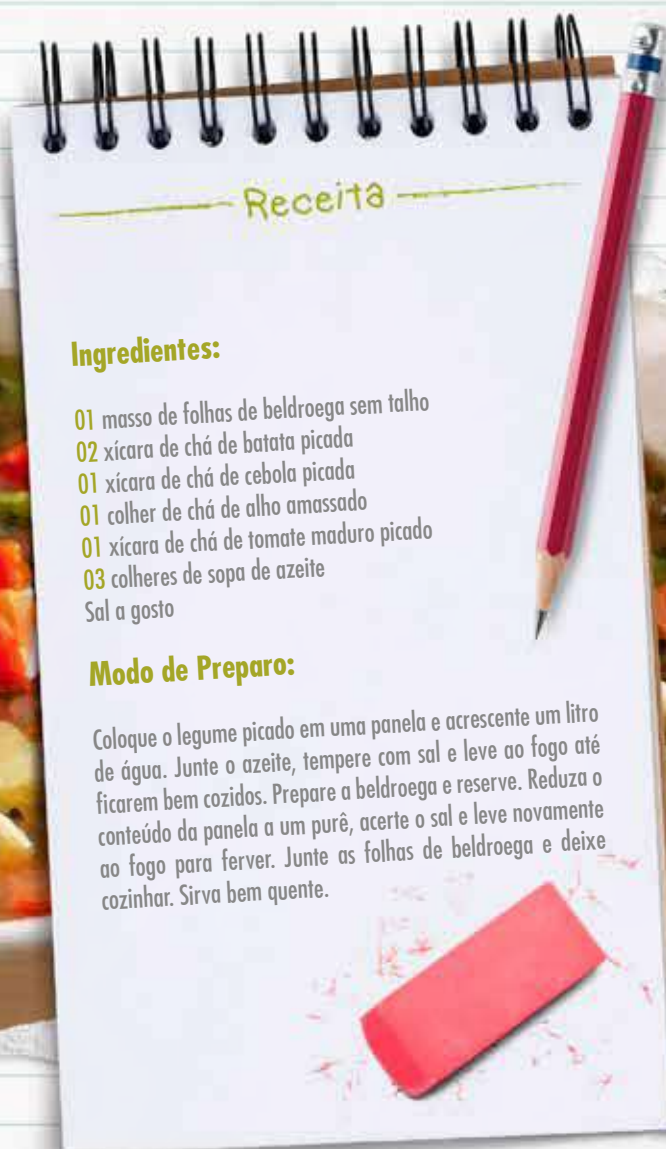 Receita
Ingredientes:
01 masso de folhas de beldroega sem talho
02 xícara de chá de batata picada
01 xícara de chá de cebola picada
01 colher de chá de alho amassado
01 xícara de chá de tomate maduro picado
03 colheres de sopa de azeite
Sal a gosto
Modo de Preparo:
Coloque o legume picado em uma panela e acrescente um litro
de água. Junte o azeite, tempere com sal e leve ao fogo até
ficarem bem cozidos. Prepare a beldroega e reserve. Reduza o
conteúdo da panela a um purê, acerte o sal e leve novamente
ao fogo para ferver. Junte as folhas de beldroega e deixe
cozinhar. Sirva bem quente.